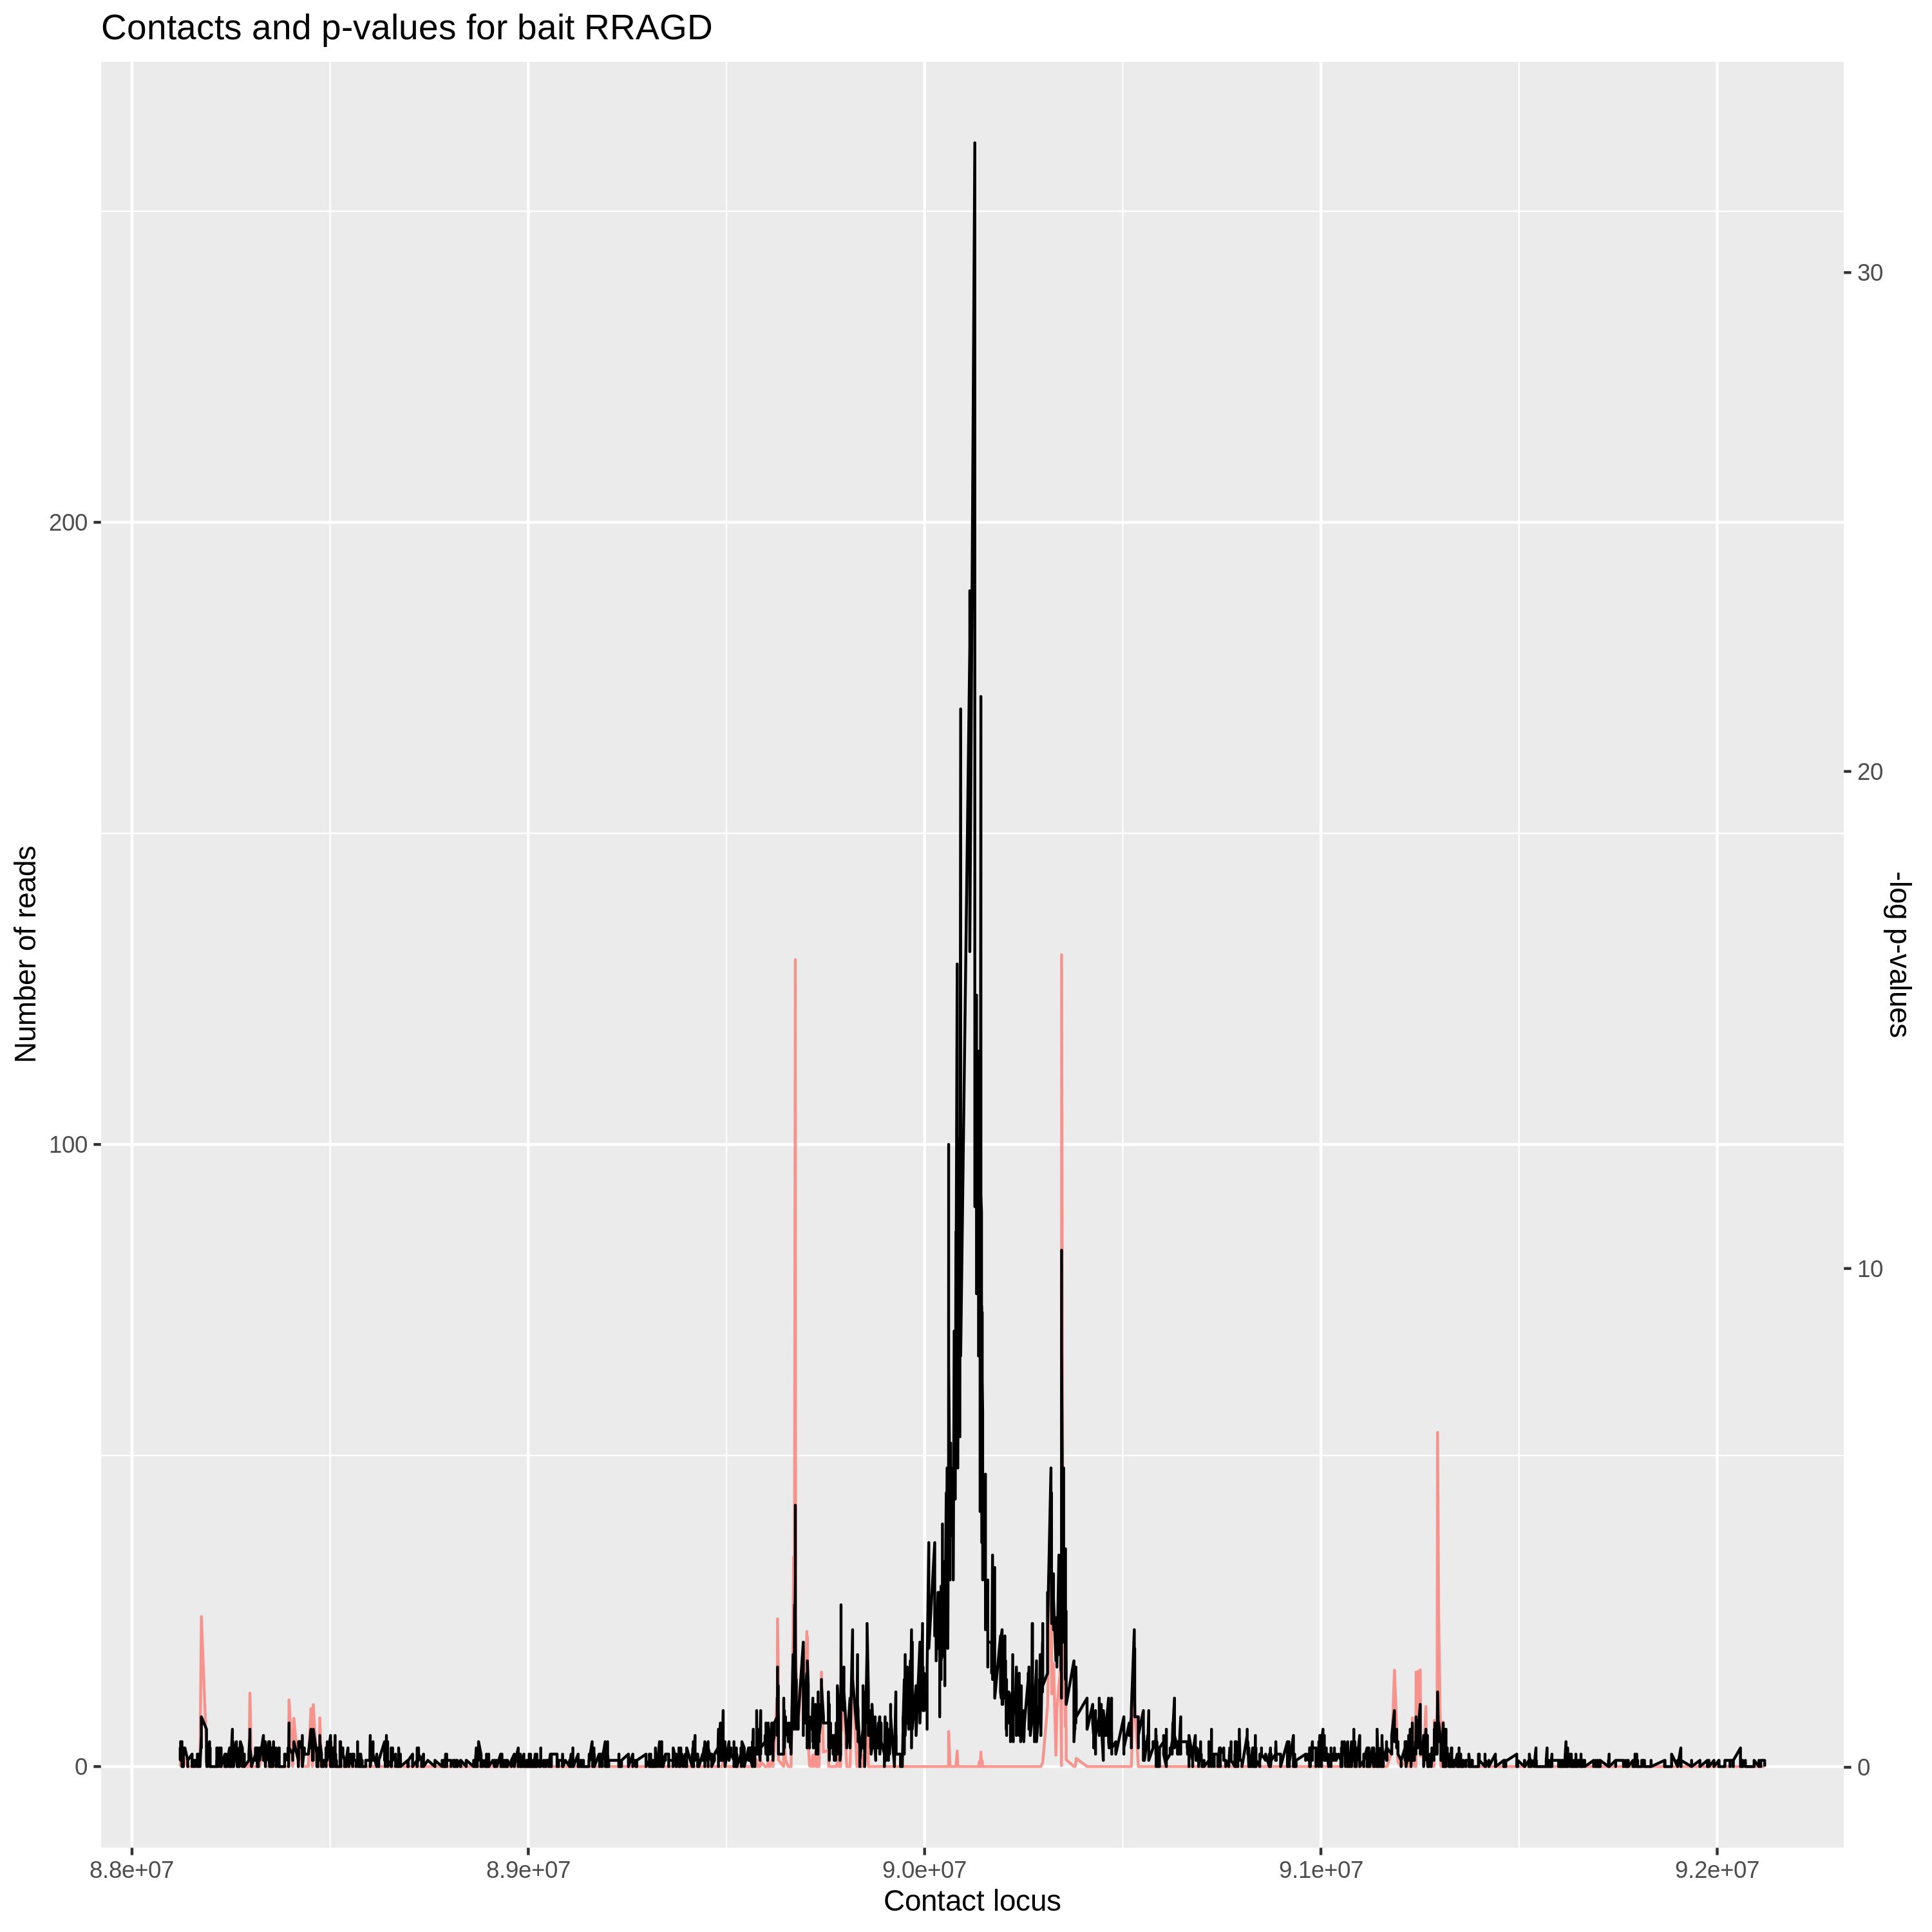 Contacts and p-values for bait RRAGD
Number of reads
200
100
0
30
20
10
0
-log p-values
8.8e+07
8.9e+07
9.0e+07
9.1e+07
9.2e+07
Contact locus